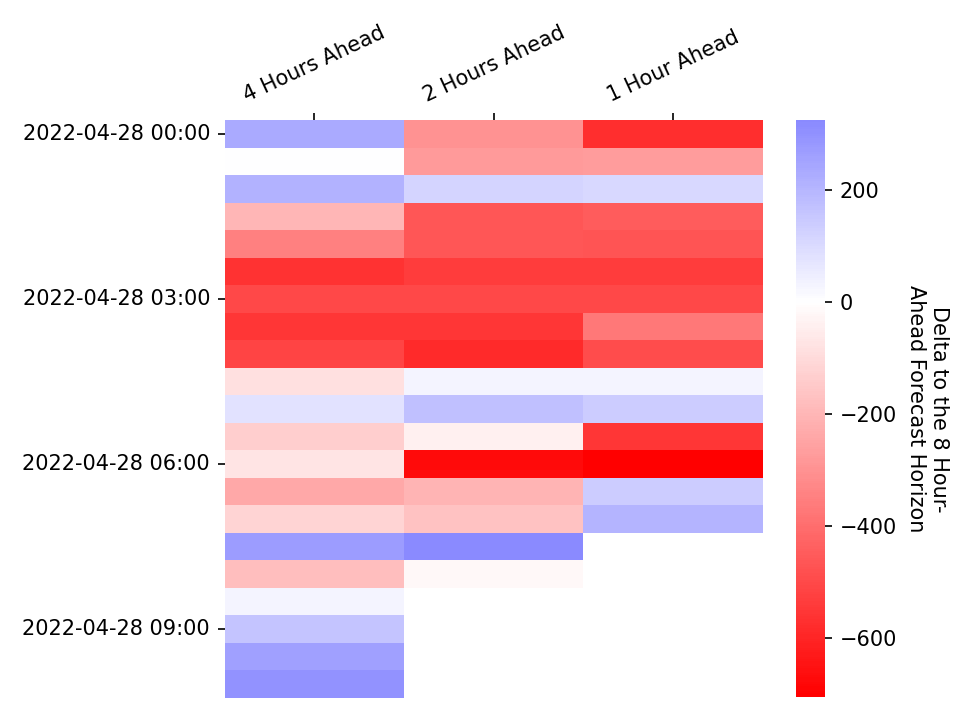 4 Hours Ahead
2 Hours Ahead
1 Hour Ahead
2022-04-28 00:00
2022-04-28 03:00
2022-04-28 06:00
2022-04-28 09:00
200
0
−200
−400
−600
Delta to the 8 Hour-
Ahead Forecast Horizon